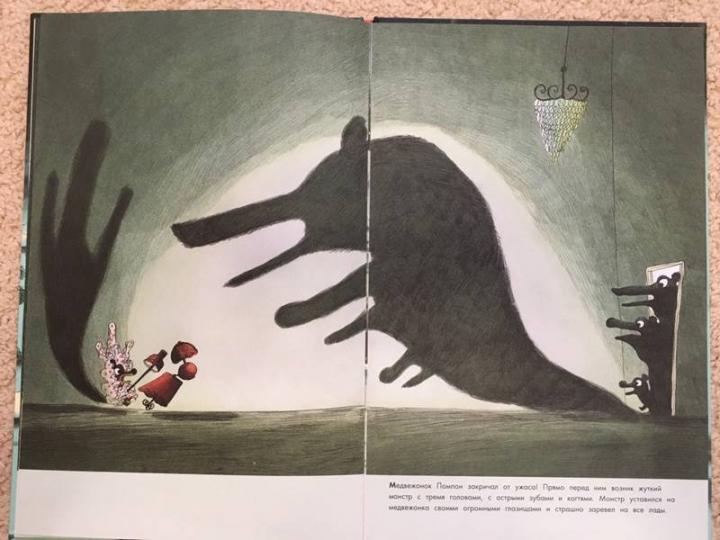 Медвежонок Помпон закричал от ужаса! Прямо перед ним возник жуткий
монстр с тремя головами, с острыми зубами и когтями. Монстр уставился на
медвежонка своими огромными глазищами и страшно заревел на все лады.